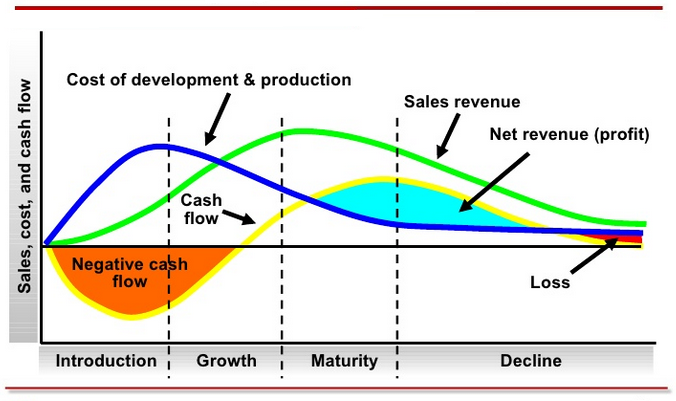 Cost of development & production
Sales revenue
Net revenue (profit)
Cash
flow
Negative cash
flow
Loss
Sales, cost, and cash flow
Introduction
Growth
Maturity
Decline